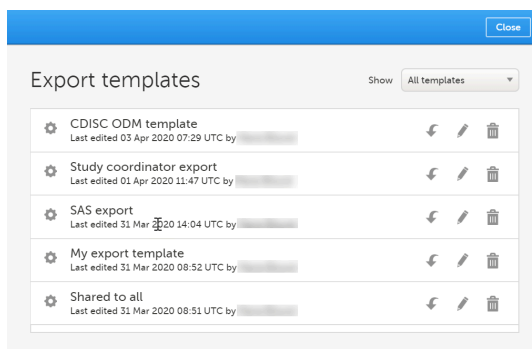 Close
Export templates
Show All templates
CDISC ODM template
Last edited 03 Apr 2020 07:29 UTC by
Study coordinator export
Last edited 01 Apr 2020 11:47 UTC by
SAS export
Last edited 31 Mar 2020 14:04 UTC by
My export template
Last edited 31 Mar 2020 08:52 UTC by
Shared to all
Last edited 31 Mar 2020 08:51 UTC by